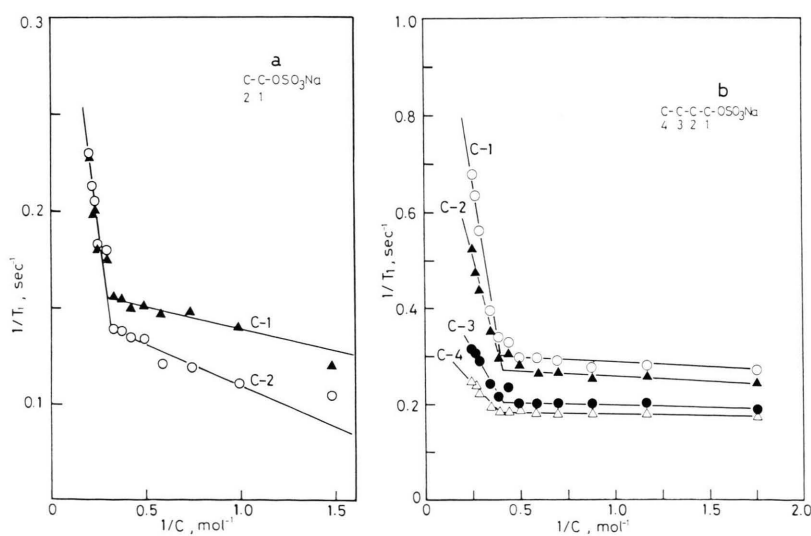 0.3
0.2
0.1
1/T₁, sec⁻¹
a
C-C-OSO₃Na
2 1
C-1
C-2
0.5
1.0
1.5
1/C, mol⁻¹
1.0
0.8
0.6
0.4
0.2
0
1/T₁, sec⁻¹
b
C-C-C-C-OSO₃Na
4 3 2 1
C-1
C-2
C-3
C-4
0.5
1.0
1.5
2.0
1/C, mol⁻¹